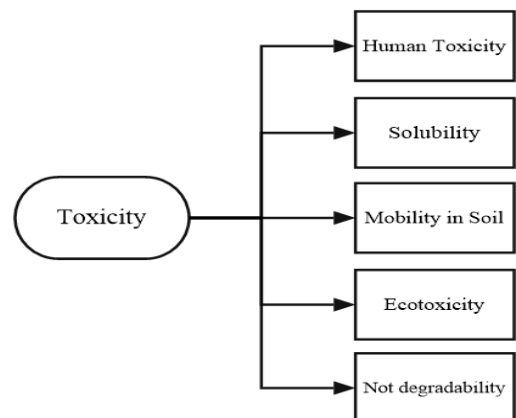 Human Toxicity
Solubility
Toxicity
Mobility in Soil
Ecotoxicity
Not degradability